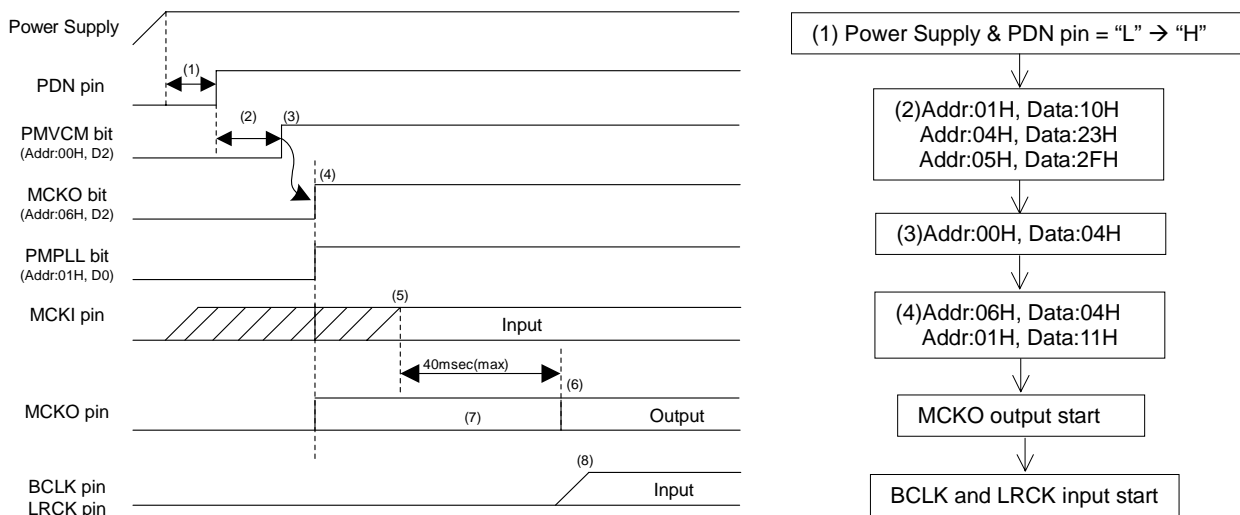 Power Supply
(1)
PDN pin
(2)
(3)
PMVCM bit
(Addr:00H, D2)
(4)
MCKO bit
(Addr:06H, D2)
PMPLL bit
(Addr:01H, D0)
(5)
MCKI pin
Input
40msec(max)
(6)
MCKO pin
(7)
Output
(8)
BCLK pin
LRCK pin
Input
(1) Power Supply & PDN pin = “L” → “H”
(2)Addr:01H, Data:10H
Addr:04H, Data:23H
Addr:05H, Data:2FH
(3)Addr:00H, Data:04H
(4)Addr:06H, Data:04H
Addr:01H, Data:11H
MCKO output start
BCLK and LRCK input start